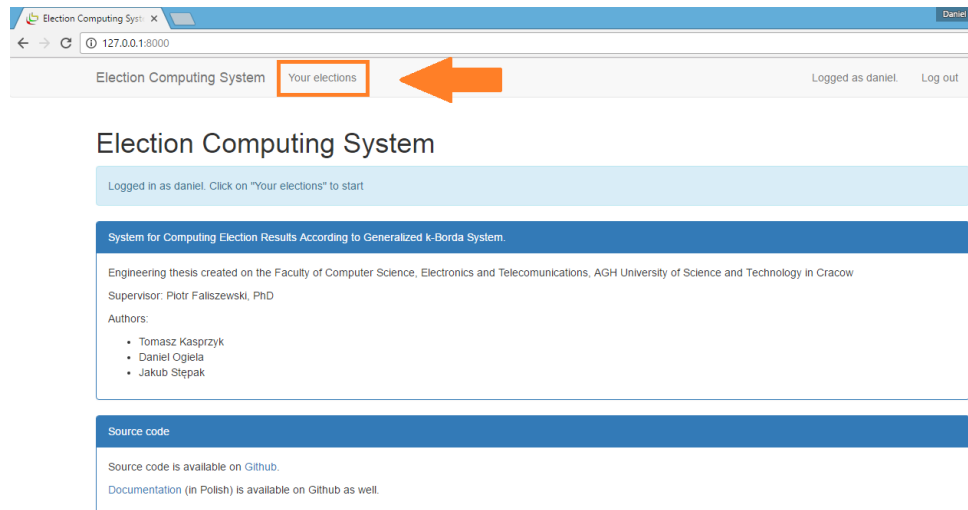 Election Computing Syst
Daniel
127.0.0.1:8000
Election Computing System Your elections Logged as daniel. Log out
Election Computing System
Logged in as daniel. Click on "Your elections" to start
System for Computing Election Results According to Generalized k-Borda System.
Engineering thesis created on the Faculty of Computer Science, Electronics and Telecomunications, AGH University of Science and Technology in Cracow
Supervisor: Piotr Faliszewski, PhD
Authors:
• Tomasz Kasprzyk
• Daniel Ogiela
• Jakub Stępak
Source code
Source code is available on Github.
Documentation (in Polish) is available on Github as well.